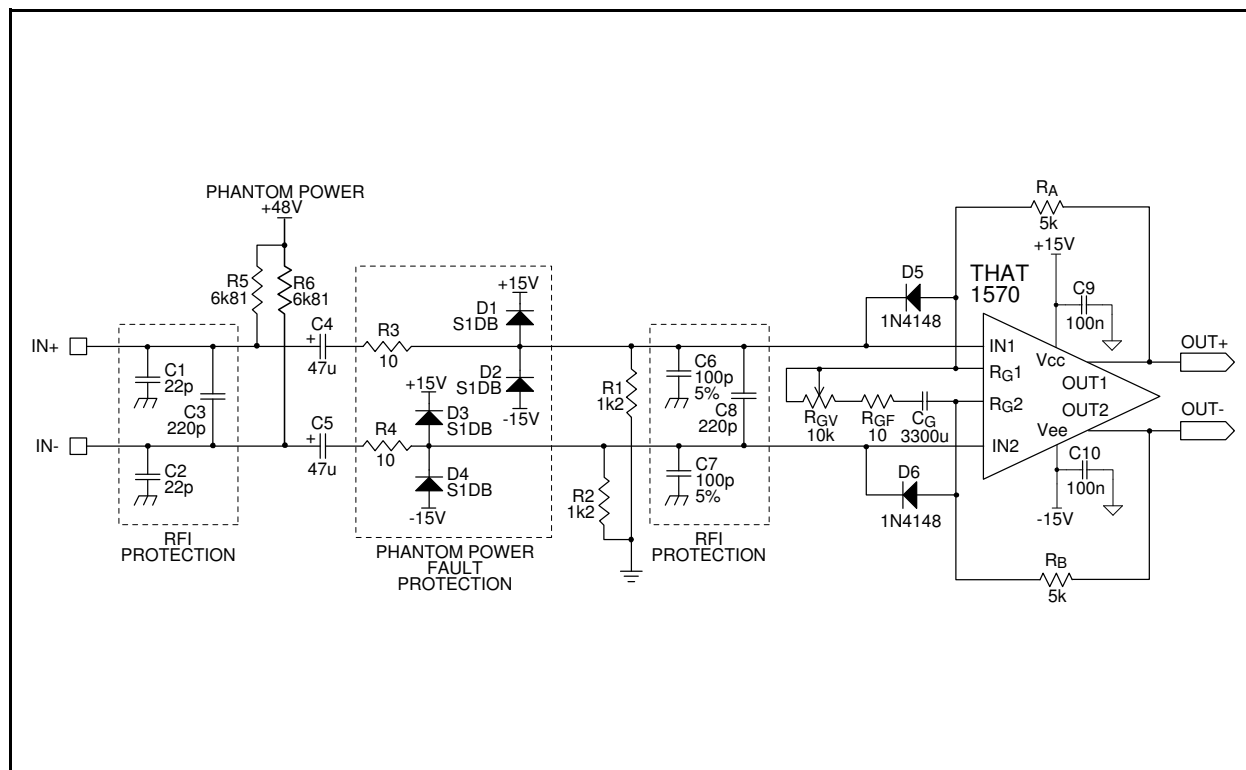 PHANTOM POWER
+48V
R5
6k81
R6
6k81
IN+
IN-
C1
22p
C3
220p
C2
22p
RFI
PROTECTION
C4
+
47u
C5
+
47u
R3
10
R4
10
+15V
D1
S1DB
D2
S1DB
-15V
+15V
D3
S1DB
D4
S1DB
-15V
PHANTOM POWER
FAULT
PROTECTION
R1
1k2
R2
1k2
C6
100p
5%
C8
220p
C7
100p
5%
RFI
PROTECTION
D5
1N4148
RGV
10k
RGF
10
CG
3300u
D6
1N4148
RA
5k
+15V
THAT
1570
C9
100n
IN1
Vcc
RG1
OUT1
RG2
OUT2
IN2
Vee
OUT+
OUT-
C10
100n
-15V
RB
5k